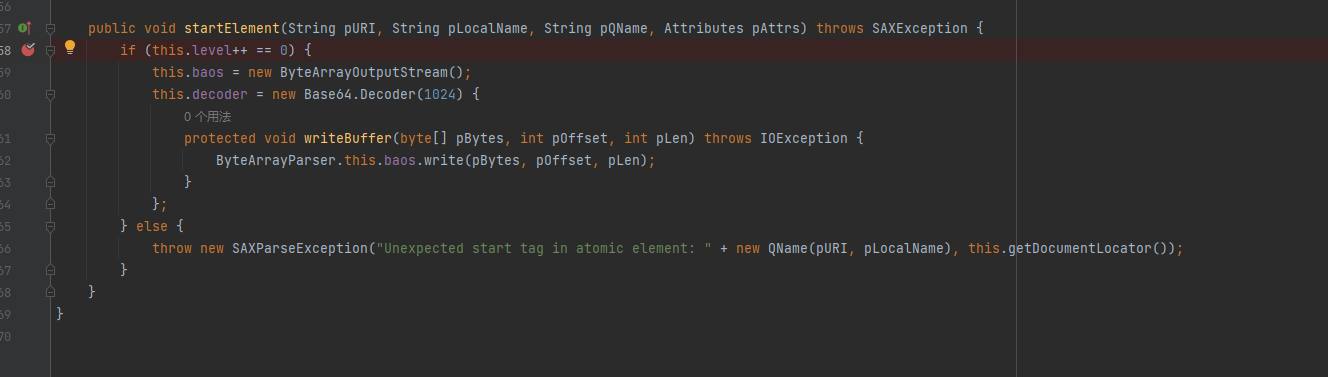 56
57 public void startElement(String pURI, String pLocalName, String pQName, Attributes pAttrs) throws SAXException {
58 if (this.level++ == 0) {
59 this.baos = new ByteArrayOutputStream();
60 this.decoder = new Base64.Decoder(1024) {
0 个用法
61 protected void writeBuffer(byte[] pBytes, int pOffset, int pLen) throws IOException {
62 ByteArrayParser.this.baos.write(pBytes, pOffset, pLen);
63 }
64 };
65 } else {
66 throw new SAXParseException("Unexpected start tag in atomic element: " + new QName(pURI, pLocalName), this.getDocumentLocator());
67 }
68 }
69 }
70